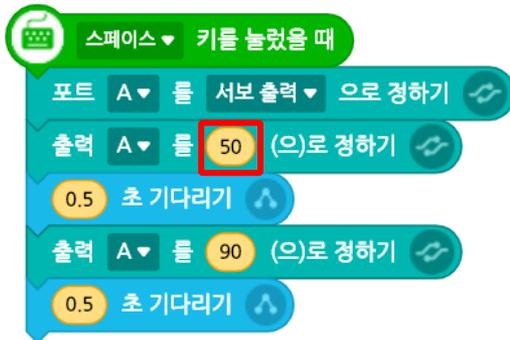 스페이스 키를 눌렀을 때
포트 A 를 서보 출력 으로 정하기
출력 A 를 50 (으)로 정하기
0.5 초 기다리기
출력 A 를 90 (으)로 정하기
0.5 초 기다리기